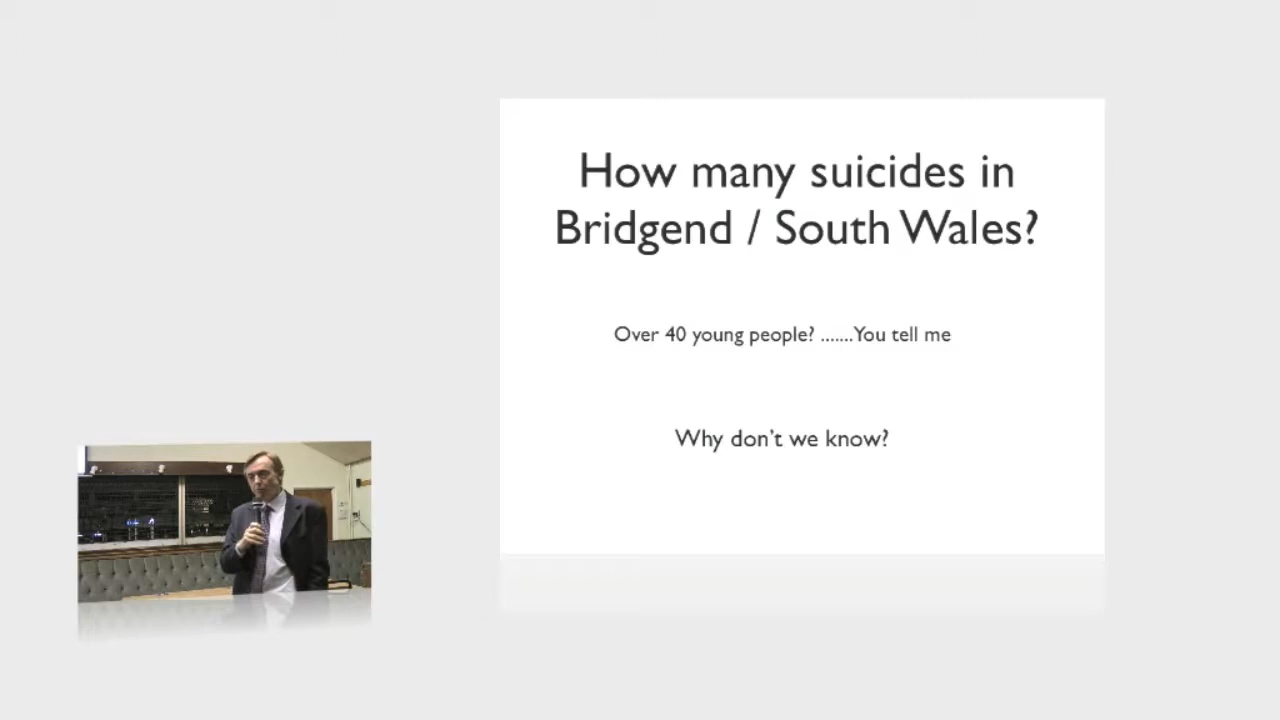 How many suicides in
Bridgend / South Wales?
Over 40 young people? .......You tell me
Why don't we know?